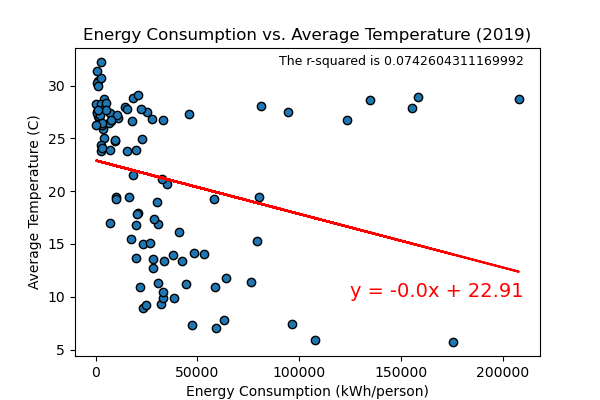 Energy Consumption vs. Average Temperature (2019)
The r-squared is 0.0742604311169992
30
25
20
15
10
5
Average Temperature (C)
y = -0.0x + 22.91
0
50000
100000
150000
200000
Energy Consumption (kWh/person)